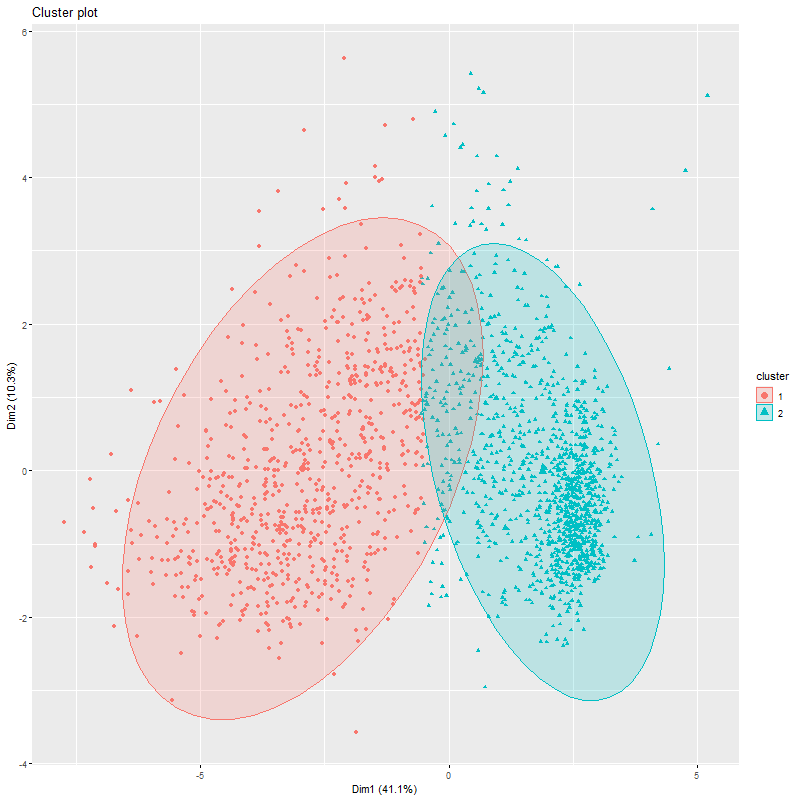 Cluster plot
6
4
2
0
-2
-4
Dim2 (10.3%)
-5
0
5
Dim1 (41.1%)
cluster
1
2